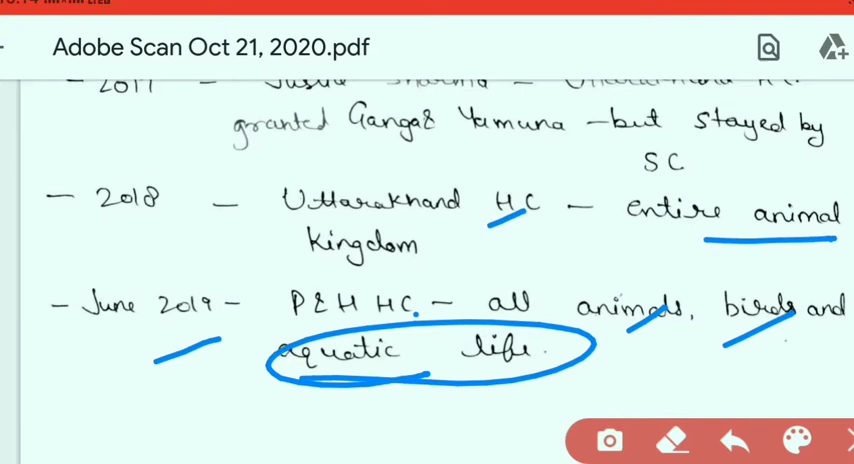 Adobe Scan Oct 21, 2020.pdf
- 2017 -
granted Ganga & Yamuna - but stayed by
SC
- 2018 - Uttarakhand HC - entire animal
Kingdom
- June 2019 - P & H HC. - all animals, birds and
aquatic life.